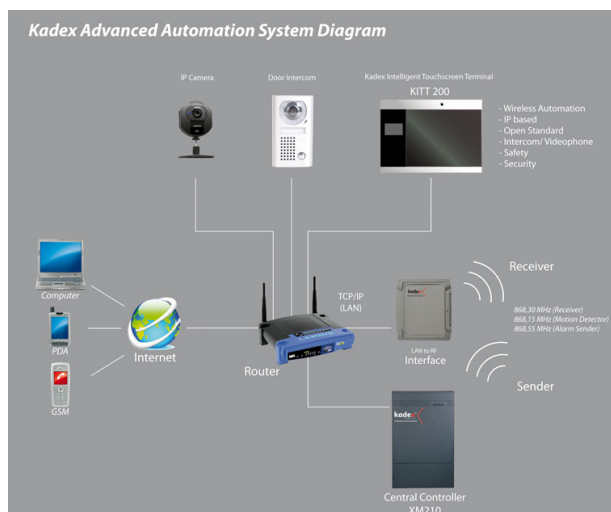 Kadex Advanced Automation System Diagram
IP Camera
Door Intercom
Kadex Intelligent Touchscreen Terminal
KITT 200
- Wireless Automation
- IP based
- Open Standard
- Intercom/ Videophone
- Safety
- Security
Computer
PDA
GSM
Internet
Router
TCP/IP
(LAN)
kadex
LAN to RF
Interface
Receiver
868,30 MHz (Receiver)
868,15 MHz (Motion Detector)
868,55 MHz (Alarm Sender)
Sender
kadex
Central Controller
XM210